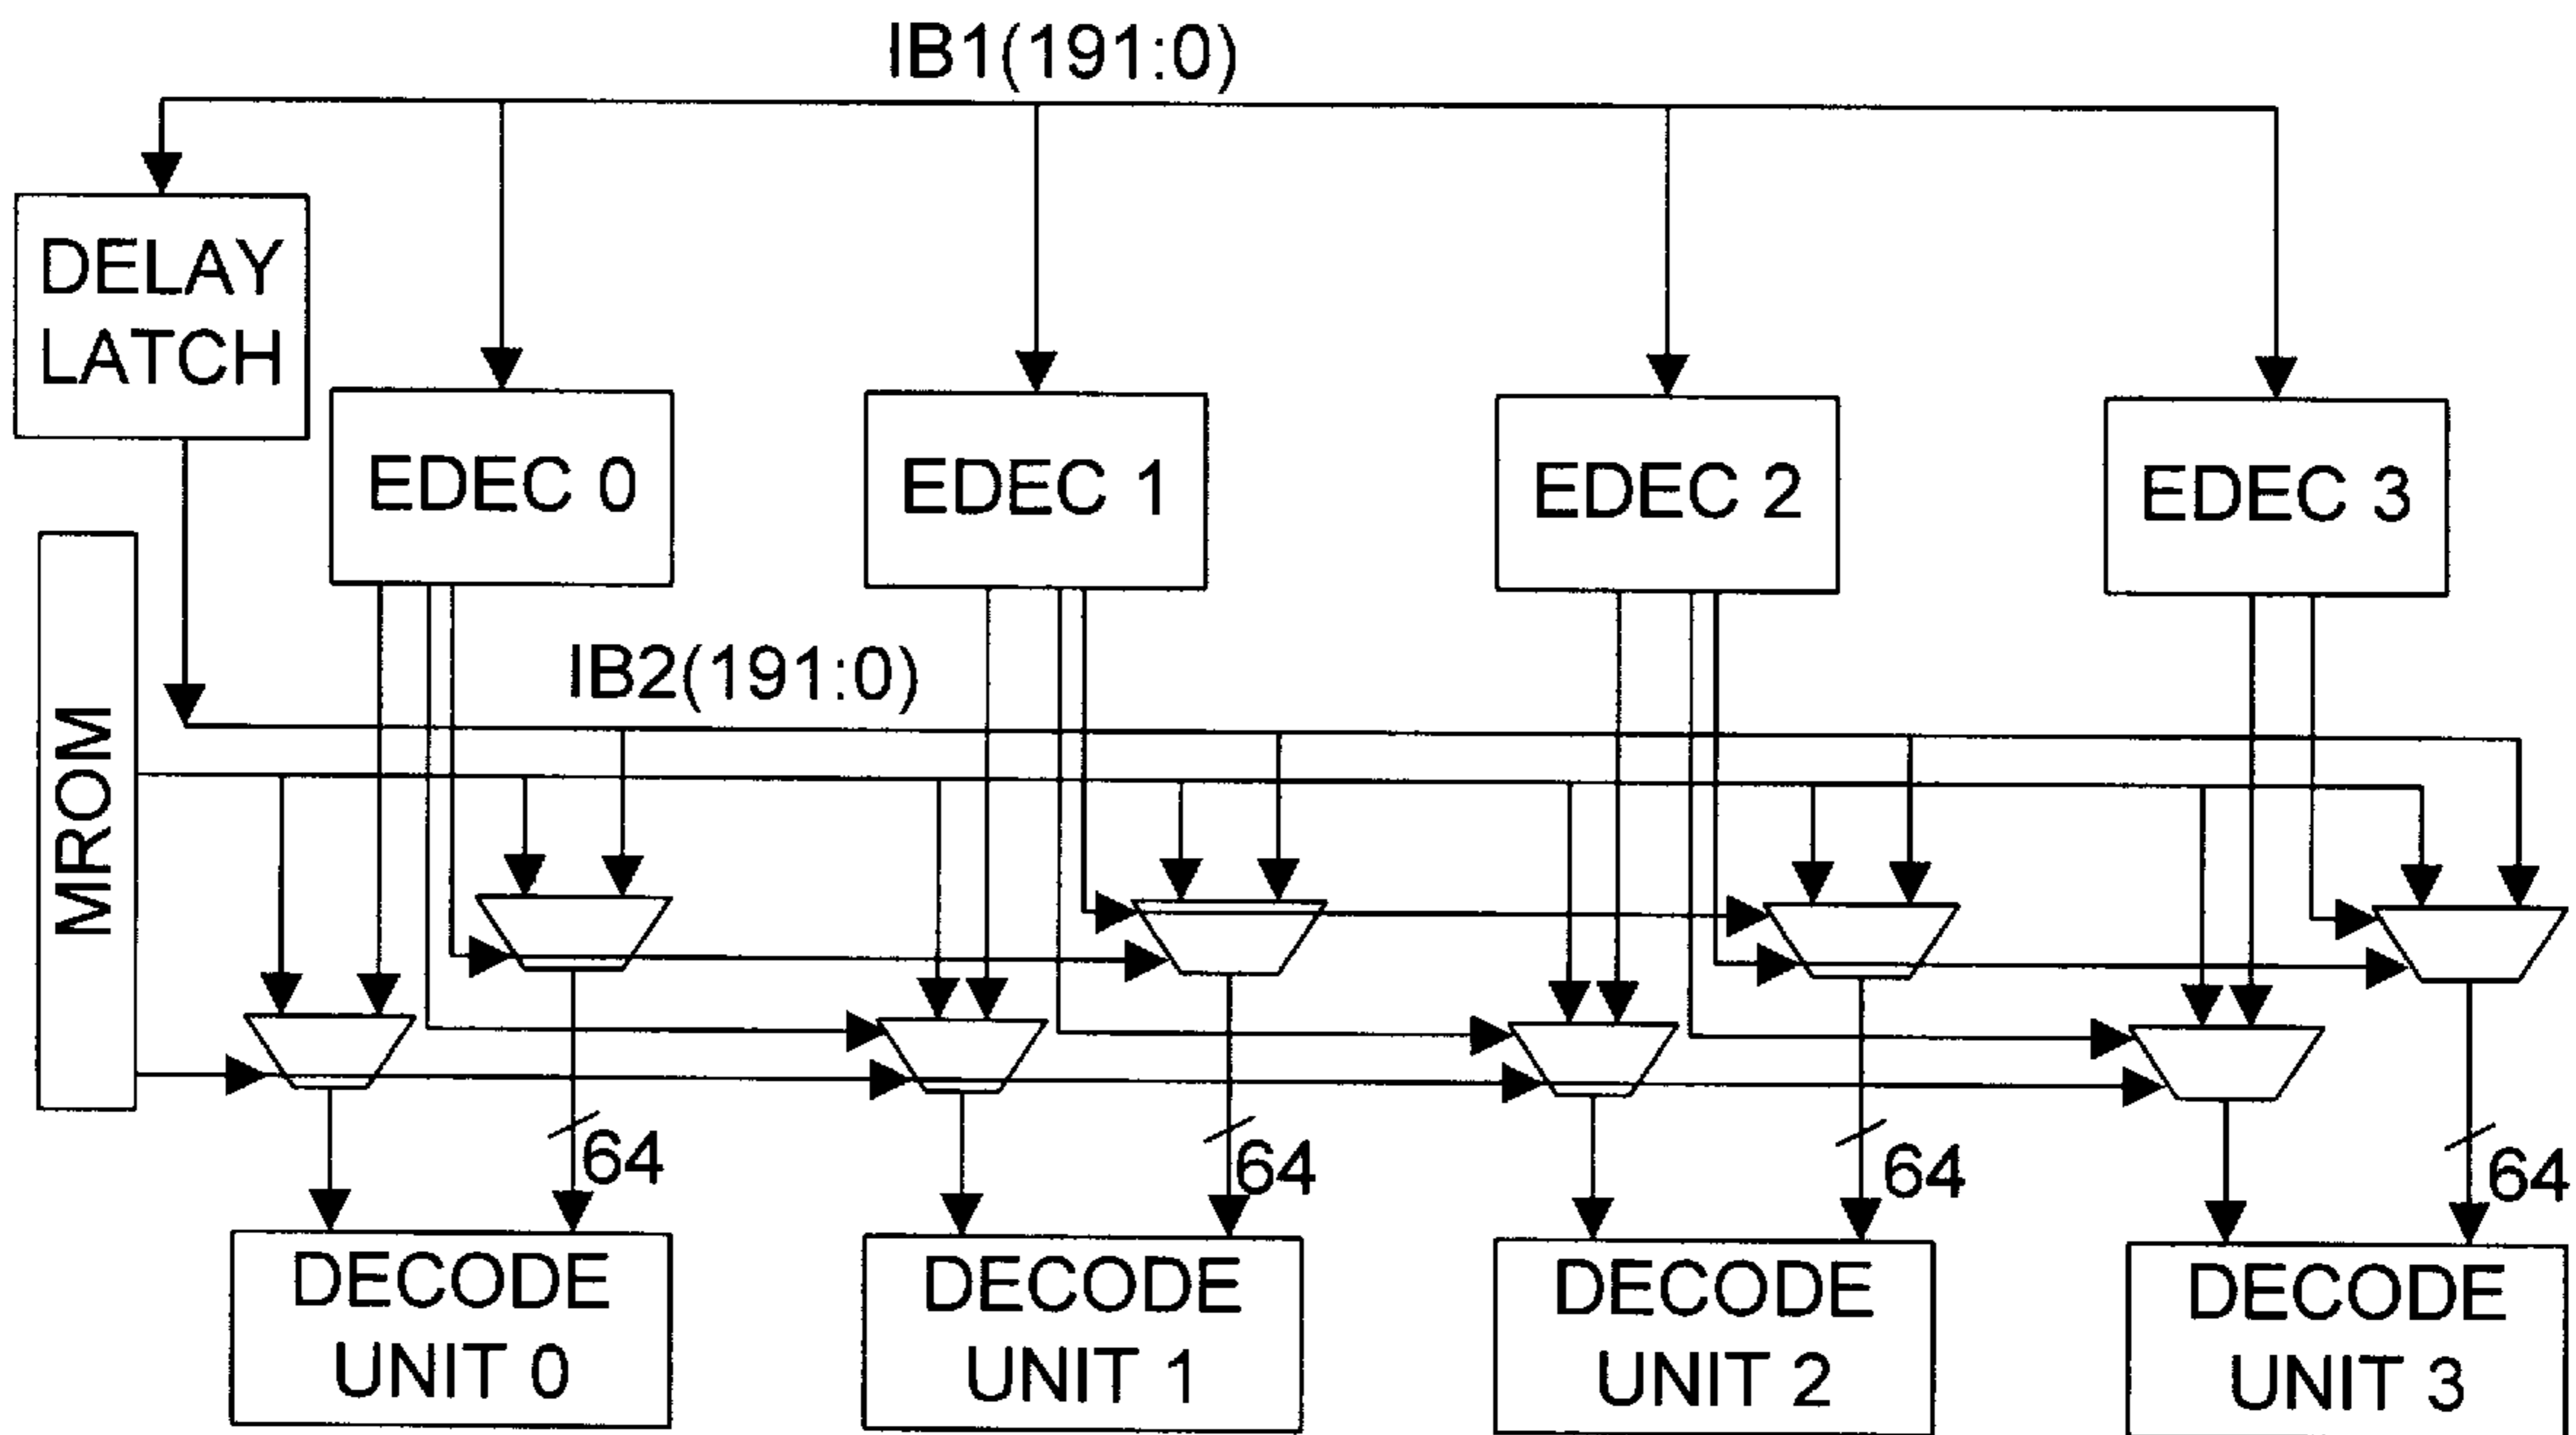 IB1(191:0)
DELAY
LATCH
EDEC 0
EDEC 1
EDEC 2
EDEC 3
IB2(191:0)
MROM
64
64
64
64
DECODE
UNIT 0
DECODE
UNIT 1
DECODE
UNIT 2
DECODE
UNIT 3